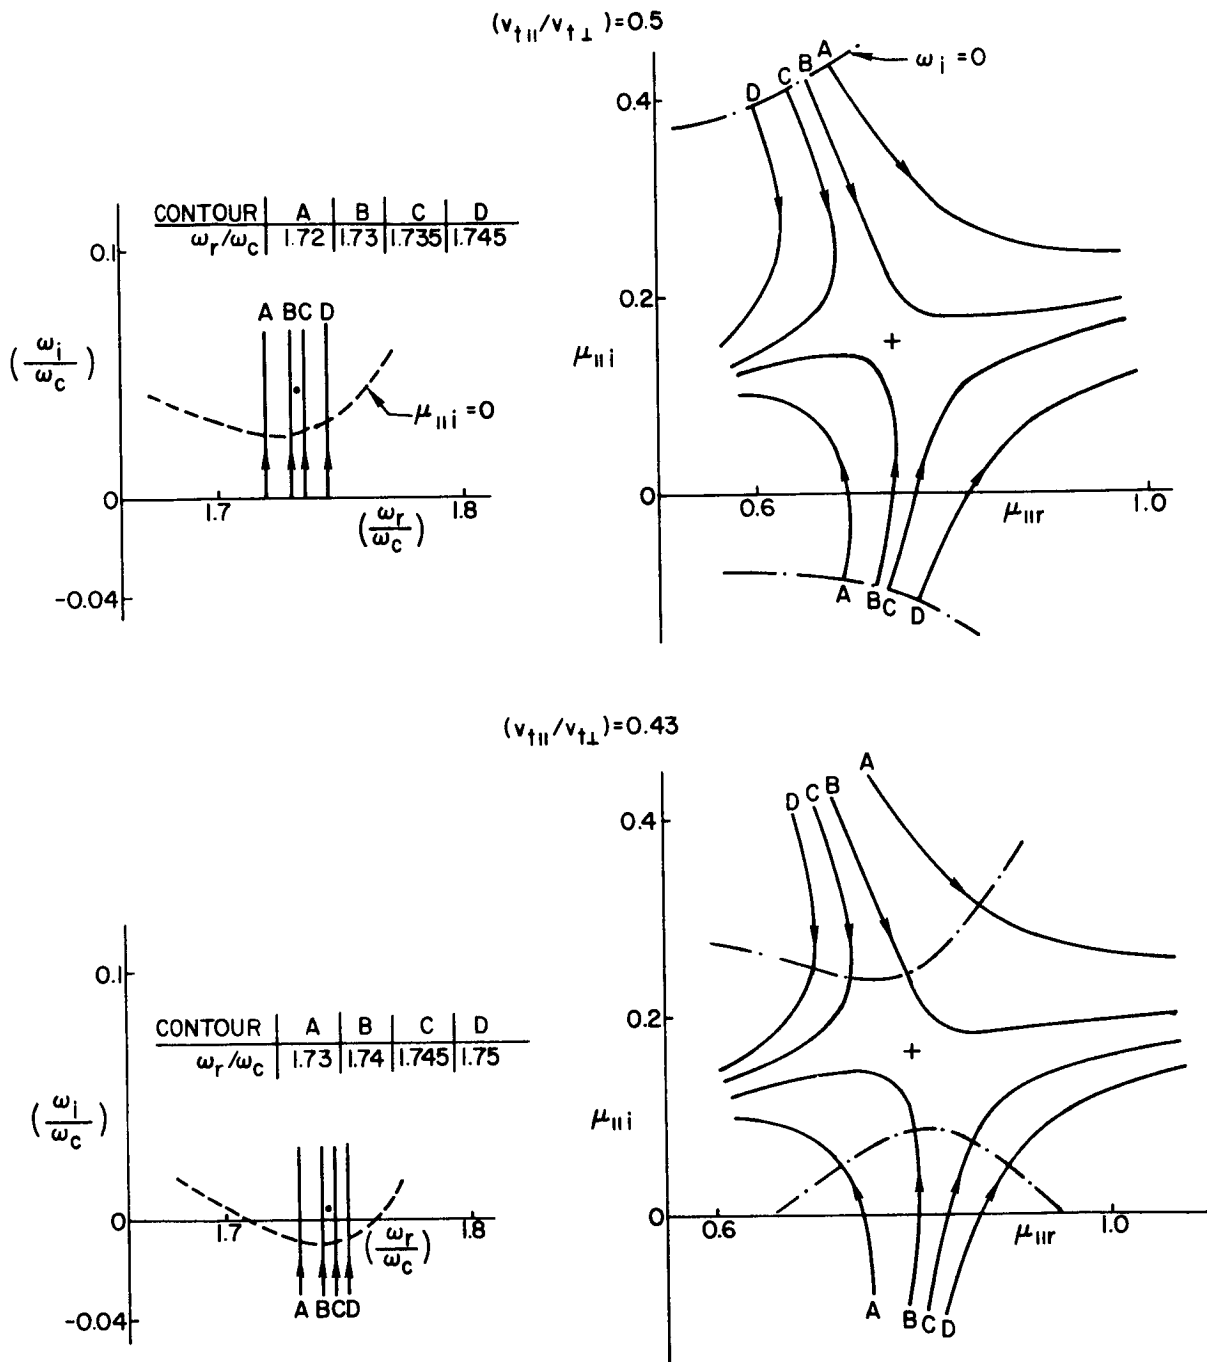 (v_t∥/v_t⊥)=0.5
CONTOUR A B C D
ω_r/ω_c 1.72 1.73 1.735 1.745
0.1
A B C D
(ω_i/ω_c)
μ_∥i=0
0
1.7
1.8
(ω_r/ω_c)
-0.04
D C B A
ω_i=0
0.4
0.2
μ_∥i
+
0
0.6
μ_∥r
1.0
A B C D
(v_t∥/v_t⊥)=0.43
0.1
CONTOUR A B C D
ω_r/ω_c 1.73 1.74 1.745 1.75
(ω_i/ω_c)
0
1.7
1.8
(ω_r/ω_c)
A B C D
-0.04
D C B A
0.4
0.2
+
μ_∥i
0
0.6
μ_∥r
1.0
A B C D